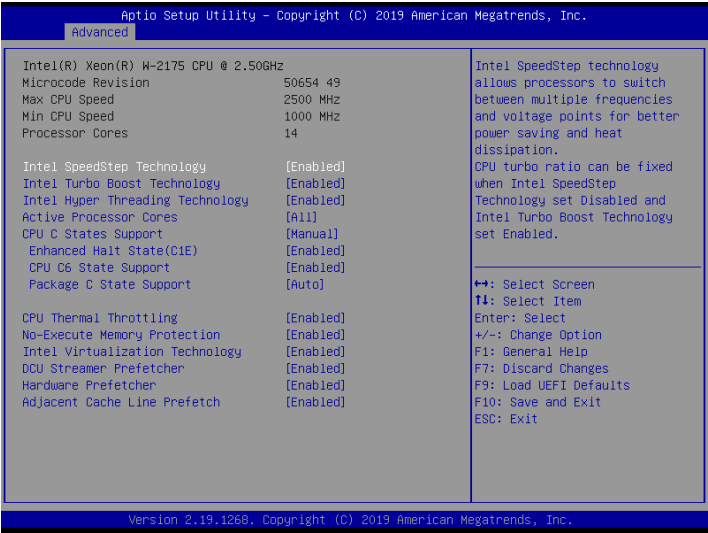 Aptio Setup Utility – Copyright (C) 2019 American Megatrends, Inc.
Advanced
Intel(R) Xeon(R) W-2175 CPU @ 2.50GHz
Microcode Revision 50654 49
Max CPU Speed 2500 MHz
Min CPU Speed 1000 MHz
Processor Cores 14
Intel SpeedStep Technology [Enabled]
Intel Turbo Boost Technology [Enabled]
Intel Hyper Threading Technology [Enabled]
Active Processor Cores [All]
CPU C States Support [Manual]
Enhanced Halt State(C1E) [Enabled]
CPU C6 State Support [Enabled]
Package C State Support [Auto]
CPU Thermal Throttling [Enabled]
No-Execute Memory Protection [Enabled]
Intel Virtualization Technology [Enabled]
DCU Streamer Prefetcher [Enabled]
Hardware Prefetcher [Enabled]
Adjacent Cache Line Prefetch [Enabled]
Intel SpeedStep technology
allows processors to switch
between multiple frequencies
and voltage points for better
power saving and heat
dissipation.
CPU turbo ratio can be fixed
when Intel SpeedStep
Technology set Disabled and
Intel Turbo Boost Technology
set Enabled.
↔: Select Screen
↑↓: Select Item
Enter: Select
+/-: Change Option
F1: General Help
F7: Discard Changes
F9: Load UEFI Defaults
F10: Save and Exit
ESC: Exit
Version 2.19.1268. Copyright (C) 2019 American Megatrends, Inc.